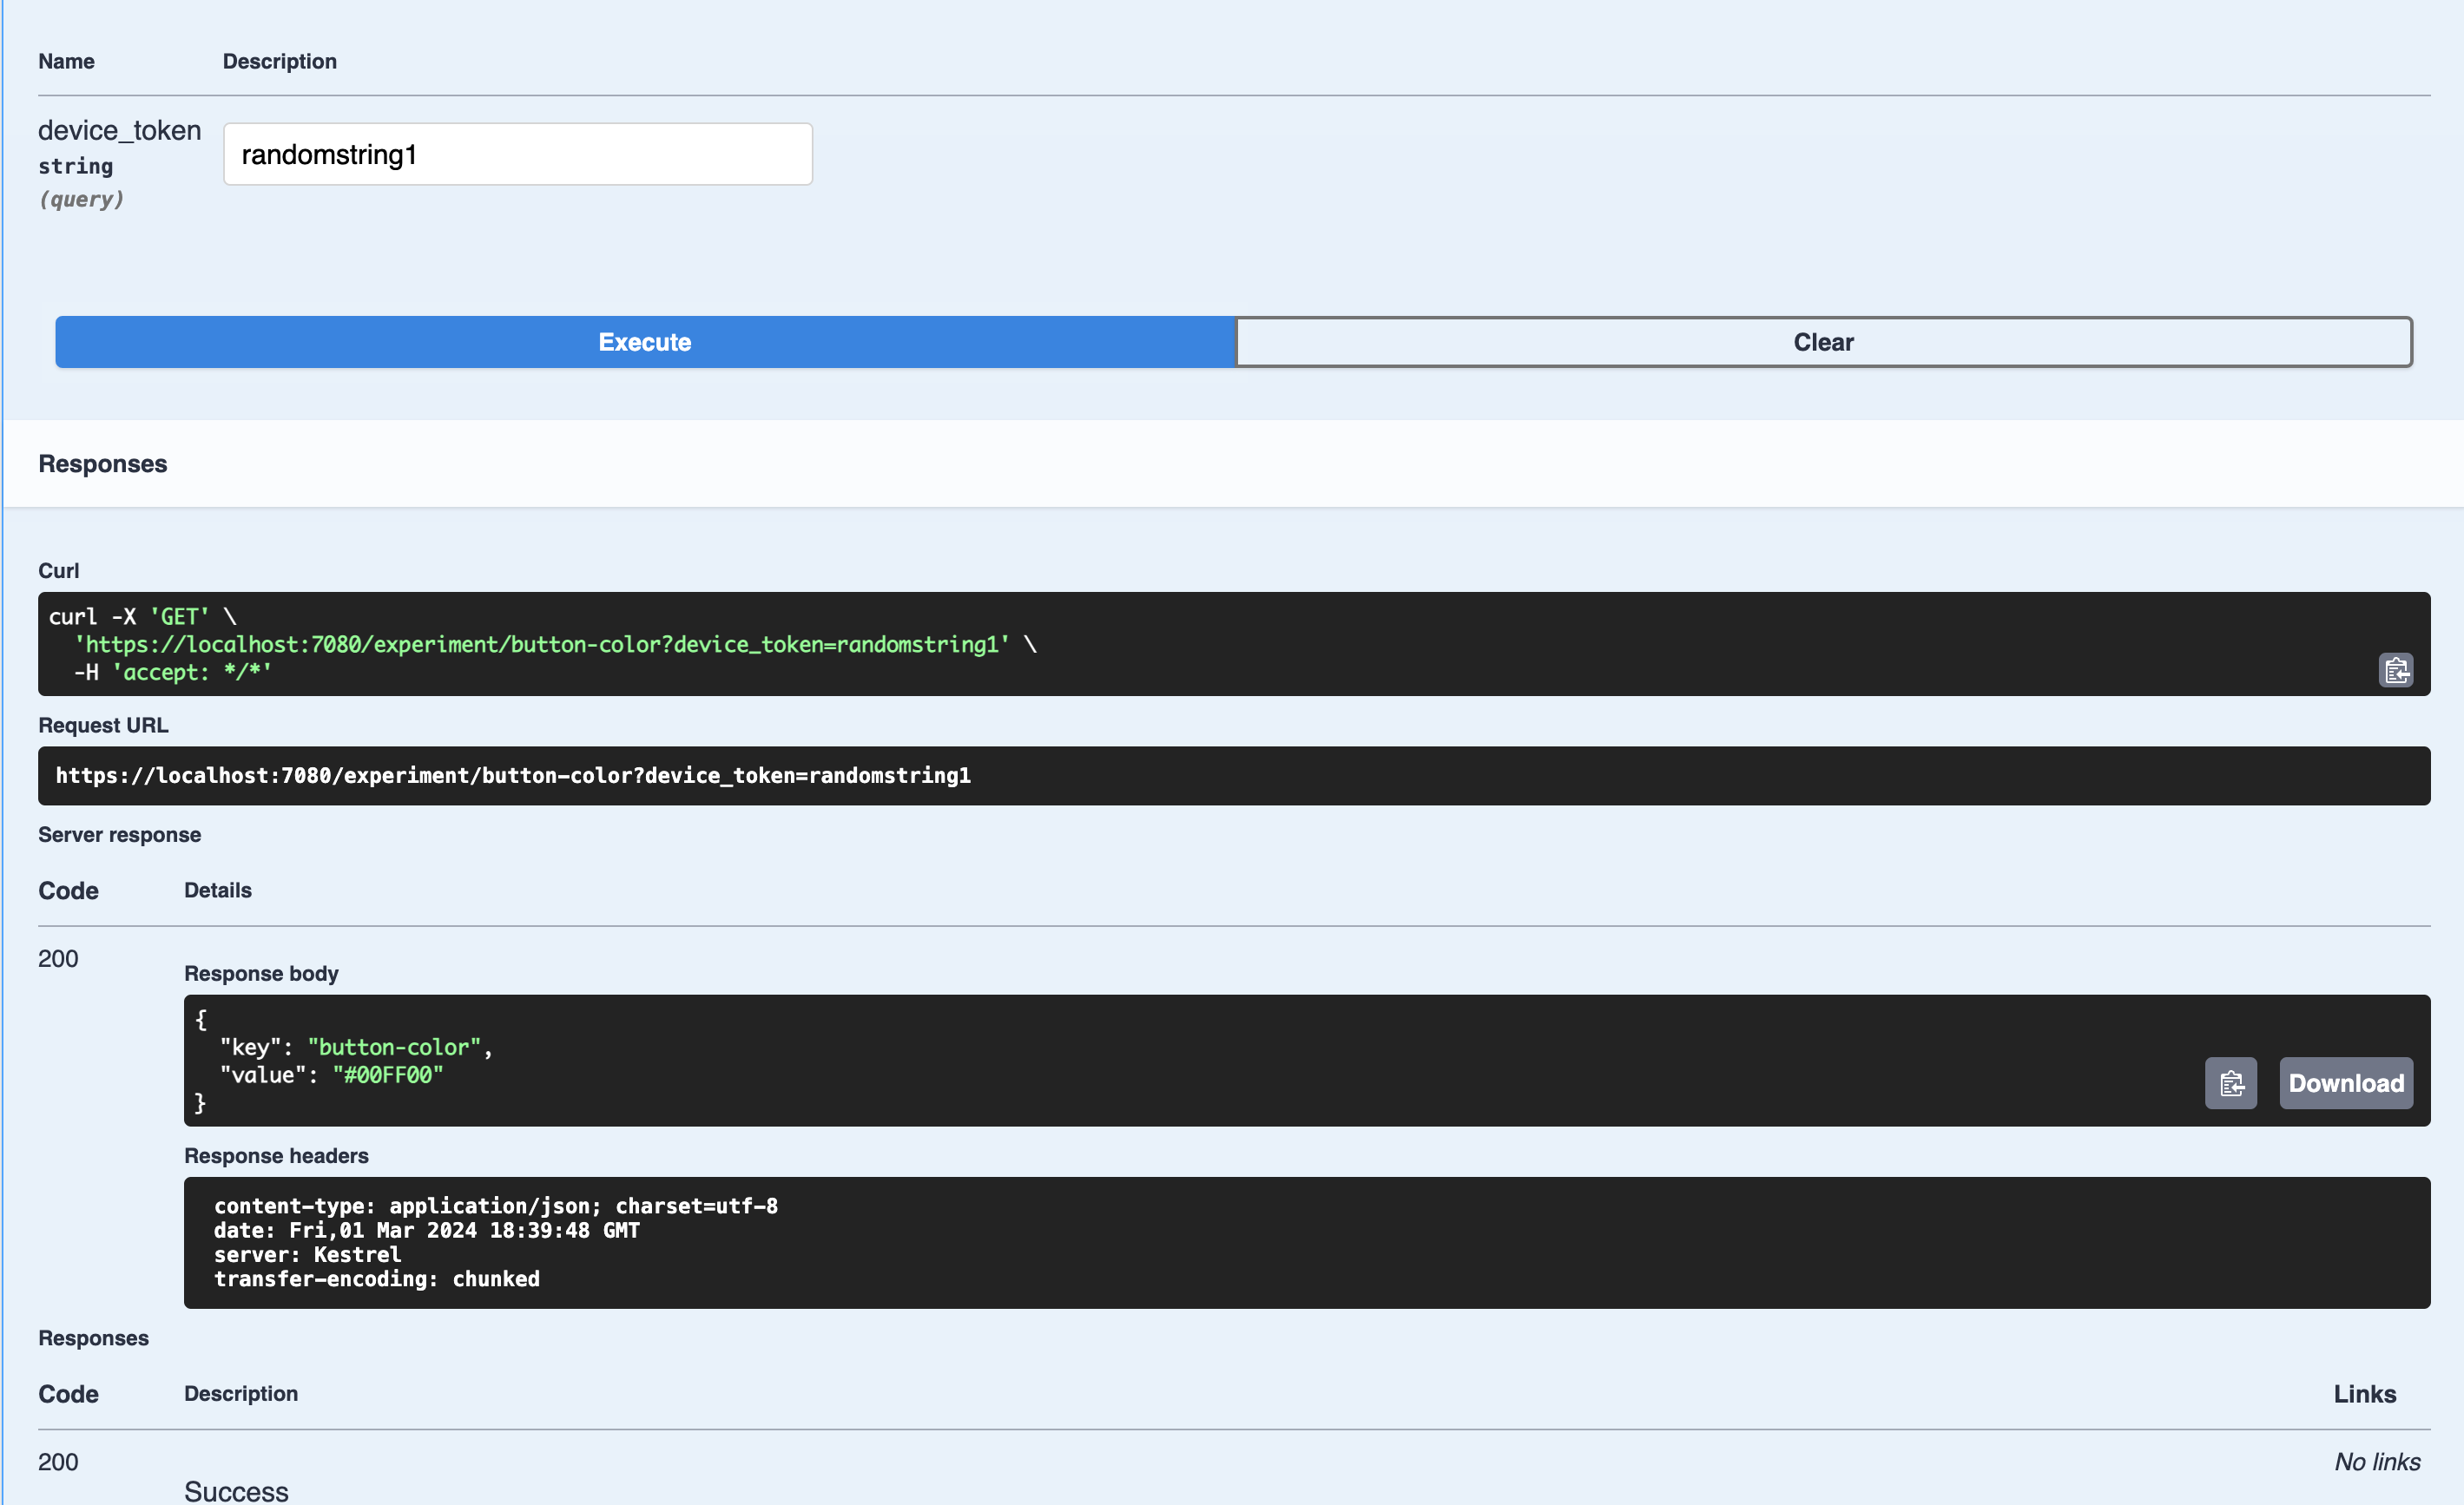 Name Description
device_token
string
(query)
randomstring1
Execute Clear
Responses
Curl
curl -X 'GET' \
  'https://localhost:7080/experiment/button-color?device_token=randomstring1' \
  -H 'accept: */*'
Request URL
https://localhost:7080/experiment/button-color?device_token=randomstring1
Server response
Code Details
200
Response body
{
  "key": "button-color",
  "value": "#00FF00"
}
Download
Response headers
content-type: application/json; charset=utf-8
date: Fri,01 Mar 2024 18:39:48 GMT
server: Kestrel
transfer-encoding: chunked
Responses
Code Description Links
200 No links
Success